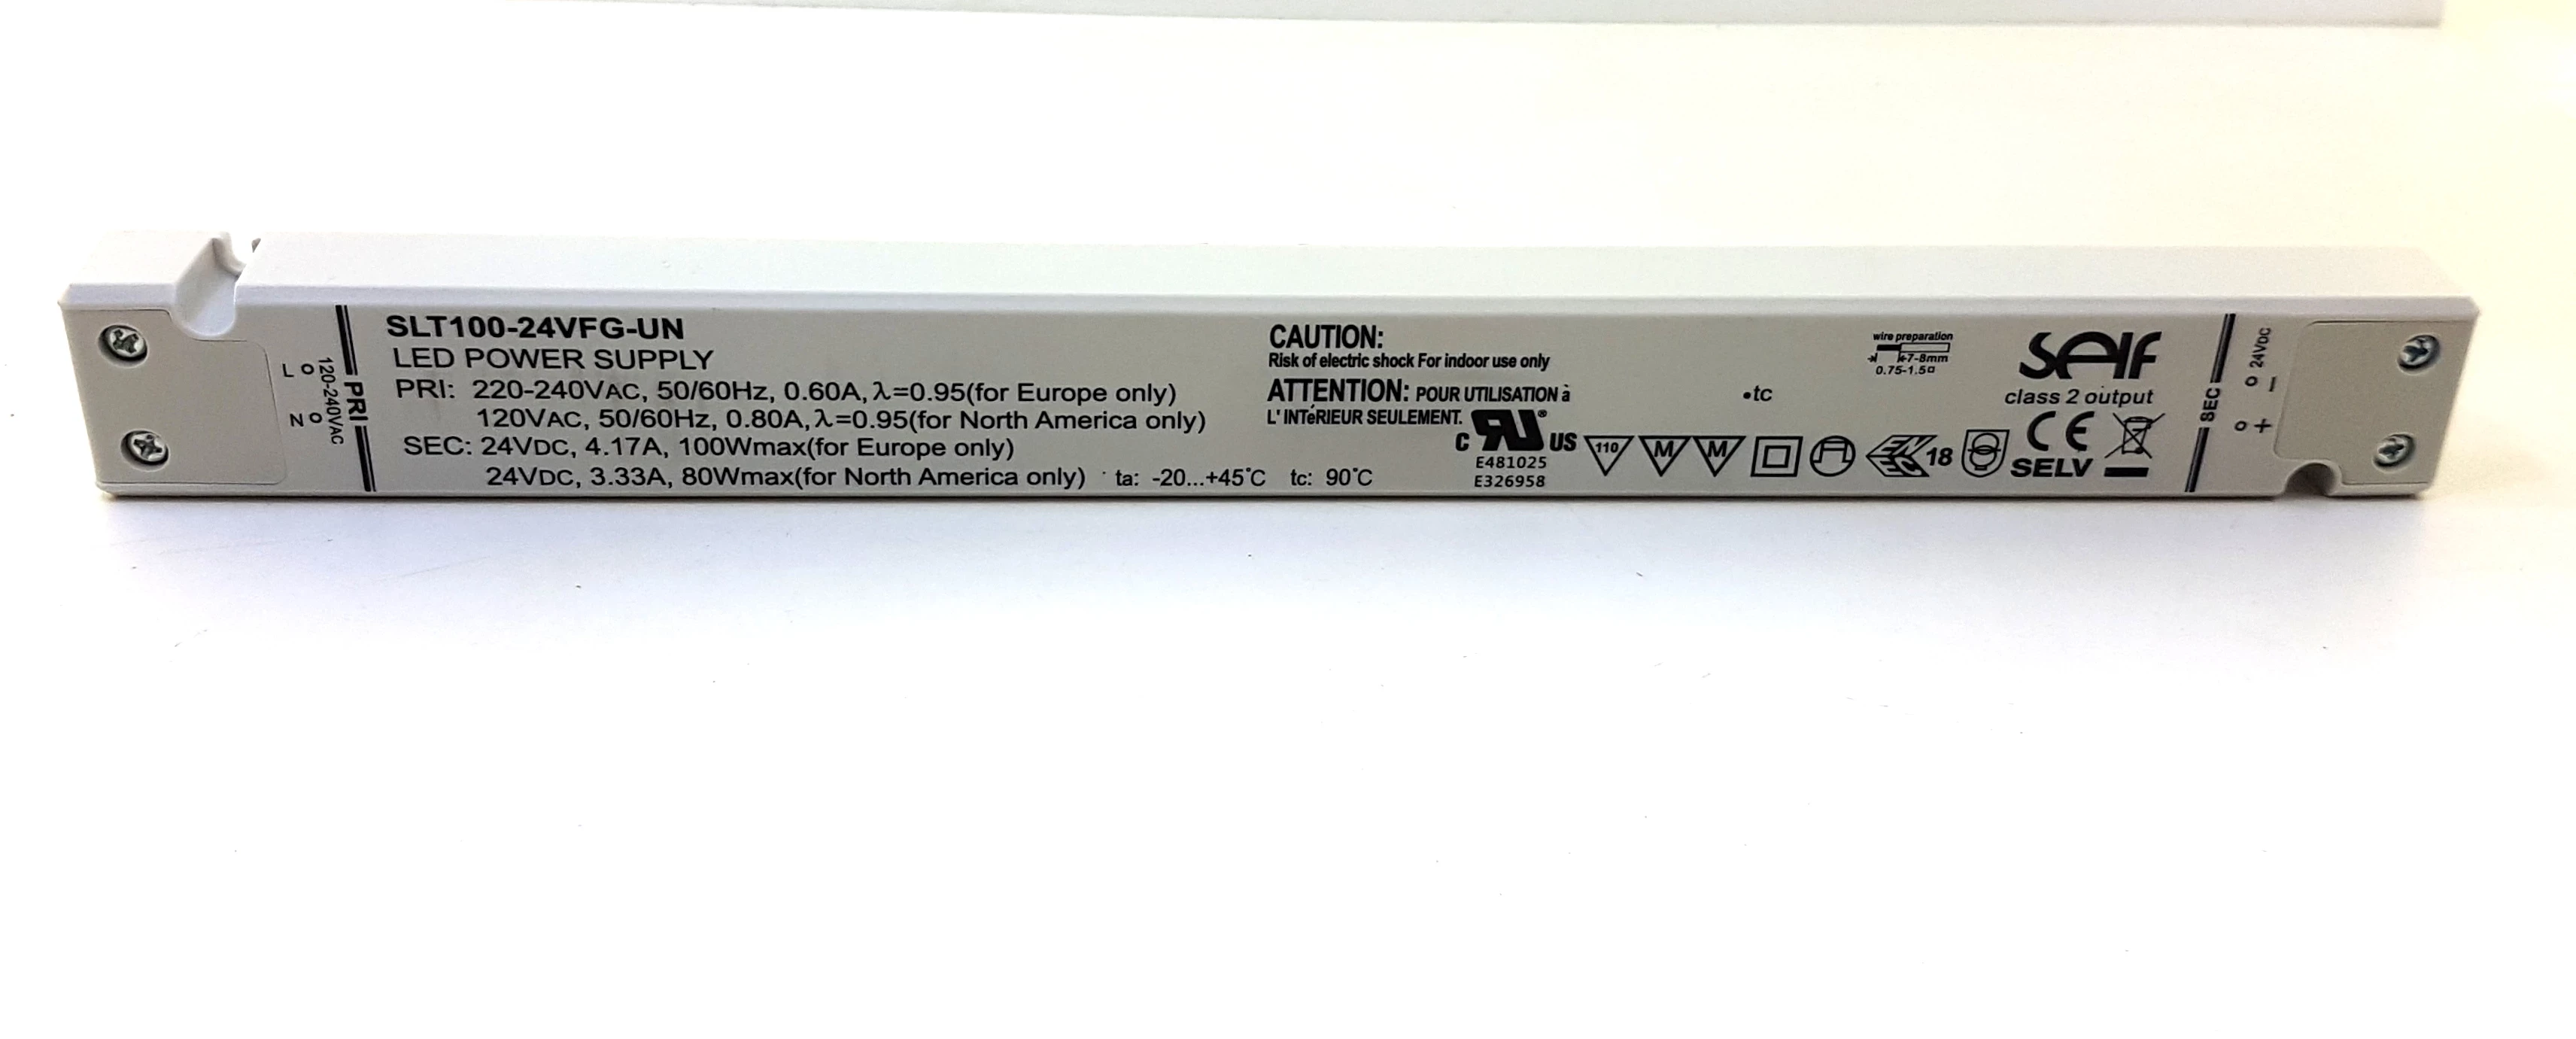 SLT100-24VFG-UN
LED POWER SUPPLY
PRI: 220-240VAC, 50/60Hz, 0.60A, λ=0.95(for Europe only)
120VAC, 50/60Hz, 0.80A, λ=0.95(for North America only)
SEC: 24VDC, 4.17A, 100Wmax(for Europe only)
24VDC, 3.33A, 80Wmax(for North America only) ta: -20...+45°C tc: 90°C
L
N
120-240VAC
PRI
CAUTION:
Risk of electric shock For indoor use only
ATTENTION: POUR UTILISATION à
L' INTéRIEUR SEULEMENT.
C RU® US
E481025
E326958
110
M
M
•tc
wire preparation
7-8mm
0.75-1.5▫
ENEC 18
SELF
class 2 output
CE
SELV
SEC
24VDC
−
+